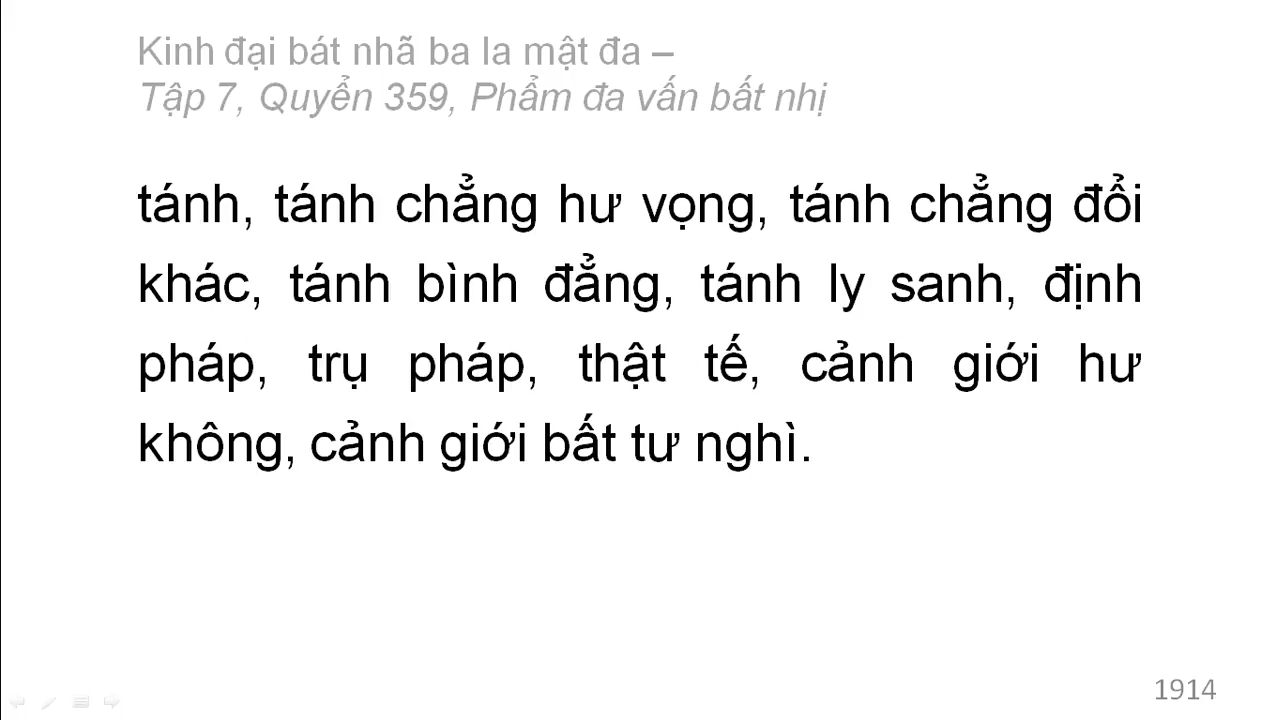 Kinh đại bát nhã ba la mật đa –
Tập 7, Quyển 359, Phẩm đa vấn bất nhị
tánh, tánh chẳng hư vọng, tánh chẳng đổi
khác, tánh bình đẳng, tánh ly sanh, định
pháp, trụ pháp, thật tế, cảnh giới hư
không, cảnh giới bất tư nghì.
1914